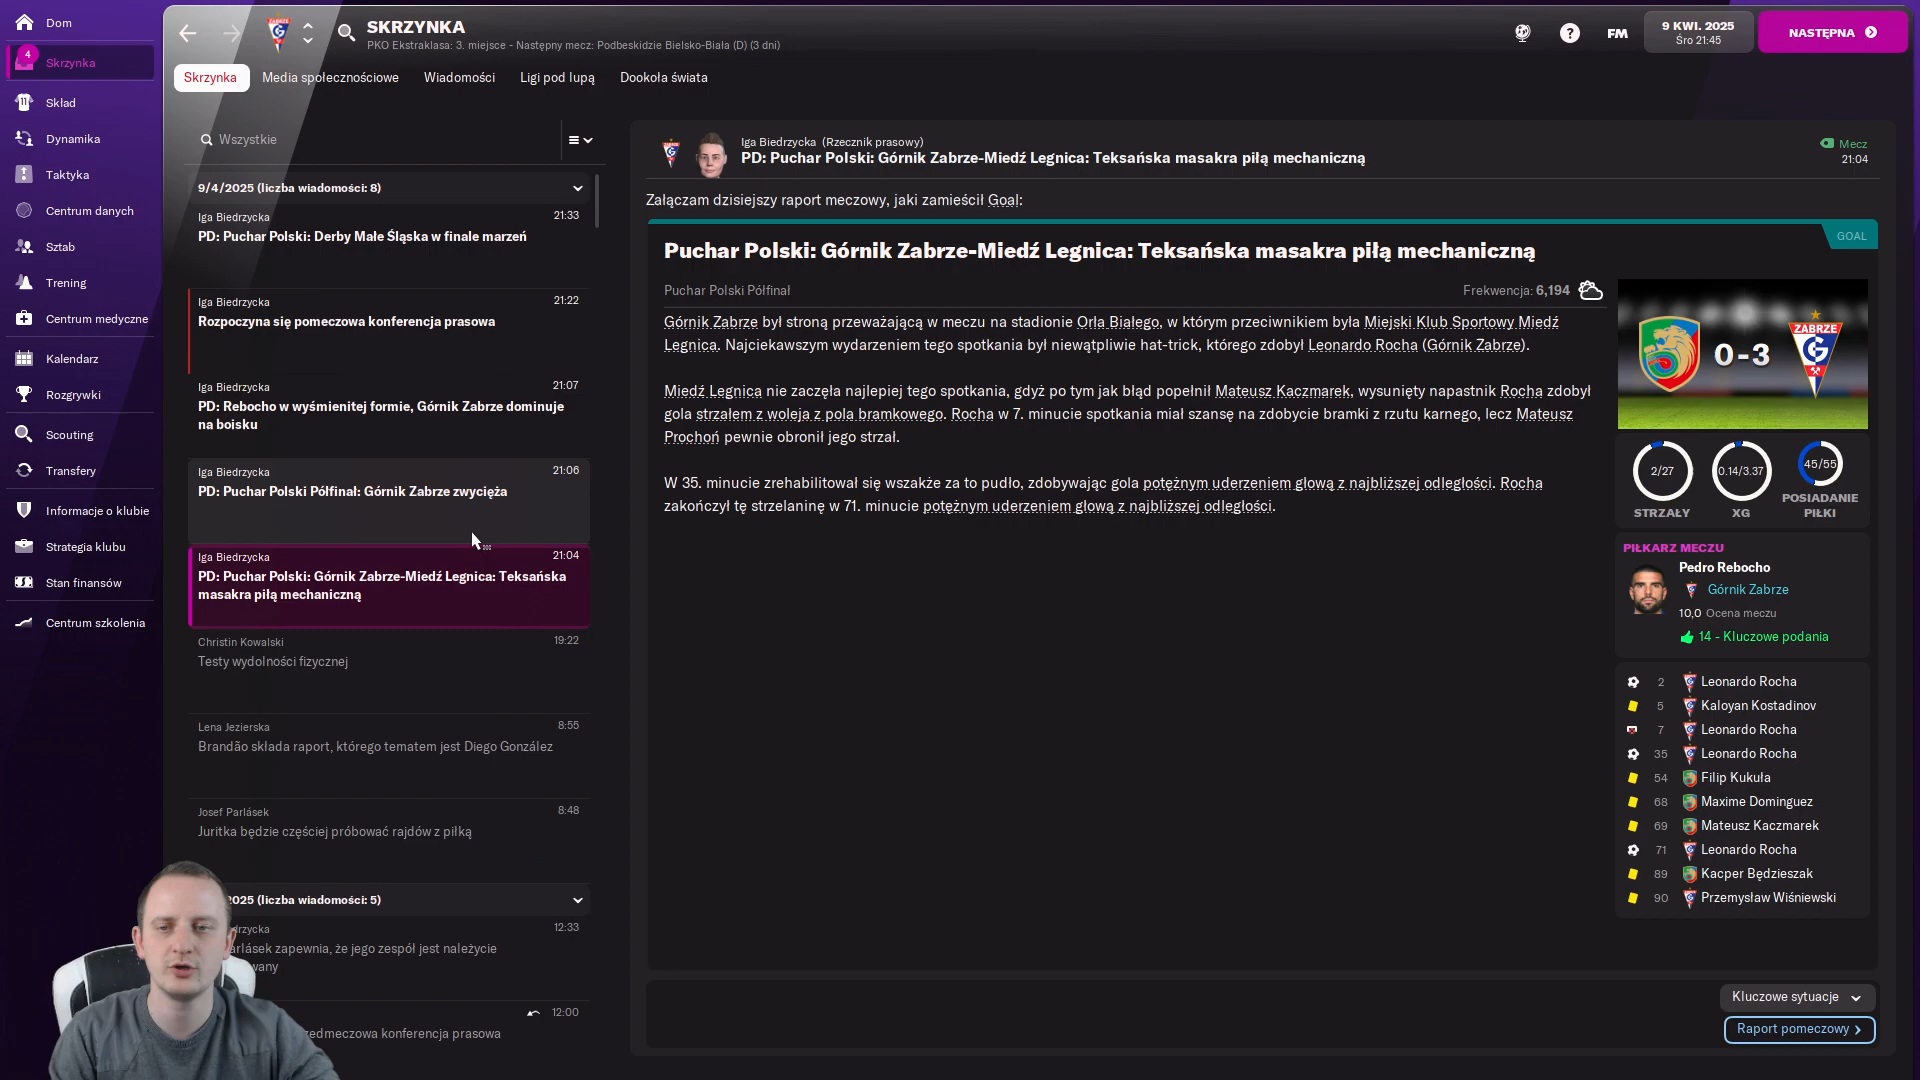 Dom
4
Skrzynka
Skład
Dynamika
Taktyka
Centrum danych
Sztab
Trening
Centrum medyczne
Kalendarz
Rozgrywki
Scouting
Transfery
Informacje o klubie
Strategia klubu
Stan finansów
Centrum szkolenia
SKRZYNKA
PKO Ekstraklasa: 3. miejsce - Następny mecz: Podbeskidzie Bielsko-Biała (D) (3 dni)
FM
9 KWI. 2025
Śro 21:45
NASTĘPNA
Skrzynka
Media społecznościowe
Wiadomości
Ligi pod lupą
Dookoła świata
Wszystkie
9/4/2025 (liczba wiadomości: 8)
Iga Biedrzycka 21:33
PD: Puchar Polski: Derby Małe Śląska w finale marzeń
Iga Biedrzycka 21:22
Rozpoczyna się pomeczowa konferencja prasowa
Iga Biedrzycka 21:07
PD: Rebocho w wyśmienitej formie, Górnik Zabrze dominuje
na boisku
Iga Biedrzycka 21:06
PD: Puchar Polski Półfinał: Górnik Zabrze zwycięża
Iga Biedrzycka 21:04
PD: Puchar Polski: Górnik Zabrze-Miedź Legnica: Teksańska
masakra piłą mechaniczną
Christin Kowalski 19:22
Testy wydolności fizycznej
Lena Jezierska 8:55
Brandão składa raport, którego tematem jest Diego González
Josef Parlásek 8:48
Juritka będzie częściej próbować rajdów z piłką
2025 (liczba wiadomości: 5)
drzycka 12:33
arlásek zapewnia, że jego zespół jest należycie
wany
12:00
zedmeczowa konferencja prasowa
Iga Biedrzycka (Rzecznik prasowy)
PD: Puchar Polski: Górnik Zabrze-Miedź Legnica: Teksańska masakra piłą mechaniczną
Mecz
21:04
Załączam dzisiejszy raport meczowy, jaki zamieścił Goal:
GOAL
Puchar Polski: Górnik Zabrze-Miedź Legnica: Teksańska masakra piłą mechaniczną
Puchar Polski Półfinał
Frekwencja: 6,194
Górnik Zabrze był stroną przeważającą w meczu na stadionie Orła Białego, w którym przeciwnikiem była Miejski Klub Sportowy Miedź
Legnica. Najciekawszym wydarzeniem tego spotkania był niewątpliwie hat-trick, którego zdobył Leonardo Rocha (Górnik Zabrze).
Miedź Legnica nie zaczęła najlepiej tego spotkania, gdyż po tym jak błąd popełnił Mateusz Kaczmarek, wysunięty napastnik Rocha zdobył
gola strzałem z woleja z pola bramkowego. Rocha w 7. minucie spotkania miał szansę na zdobycie bramki z rzutu karnego, lecz Mateusz
Prochoń pewnie obronił jego strzał.
W 35. minucie zrehabilitował się wszakże za to pudło, zdobywając gola potężnym uderzeniem głową z najbliższej odległości. Rocha
zakończył tę strzelaninę w 71. minucie potężnym uderzeniem głową z najbliższej odległości.
ZABRZE
0-3
2/27
STRZAŁY
0.14/3.37
XG
45/55
POSIADANIE
PIŁKI
PIŁKARZ MECZU
Pedro Rebocho
Górnik Zabrze
10,0 Ocena meczu
14 - Kluczowe podania
2 Leonardo Rocha
5 Kaloyan Kostadinov
7 Leonardo Rocha
35 Leonardo Rocha
54 Filip Kukuła
68 Maxime Dominguez
69 Mateusz Kaczmarek
71 Leonardo Rocha
89 Kacper Będzieszak
90 Przemysław Wiśniewski
Kluczowe sytuacje
Raport pomeczowy